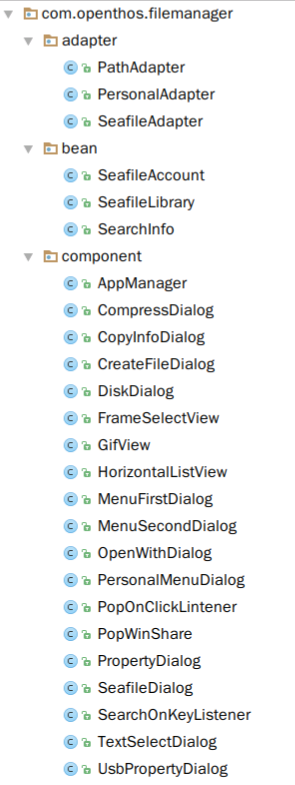 com.openthos.filemanager
adapter
PathAdapter
PersonalAdapter
SeafileAdapter
bean
SeafileAccount
SeafileLibrary
SearchInfo
component
AppManager
CompressDialog
CopyInfoDialog
CreateFileDialog
DiskDialog
FrameSelectView
GifView
HorizontalListView
MenuFirstDialog
MenuSecondDialog
OpenWithDialog
PersonalMenuDialog
PopOnClickLintener
PopWinShare
PropertyDialog
SeafileDialog
SearchOnKeyListener
TextSelectDialog
UsbPropertyDialog